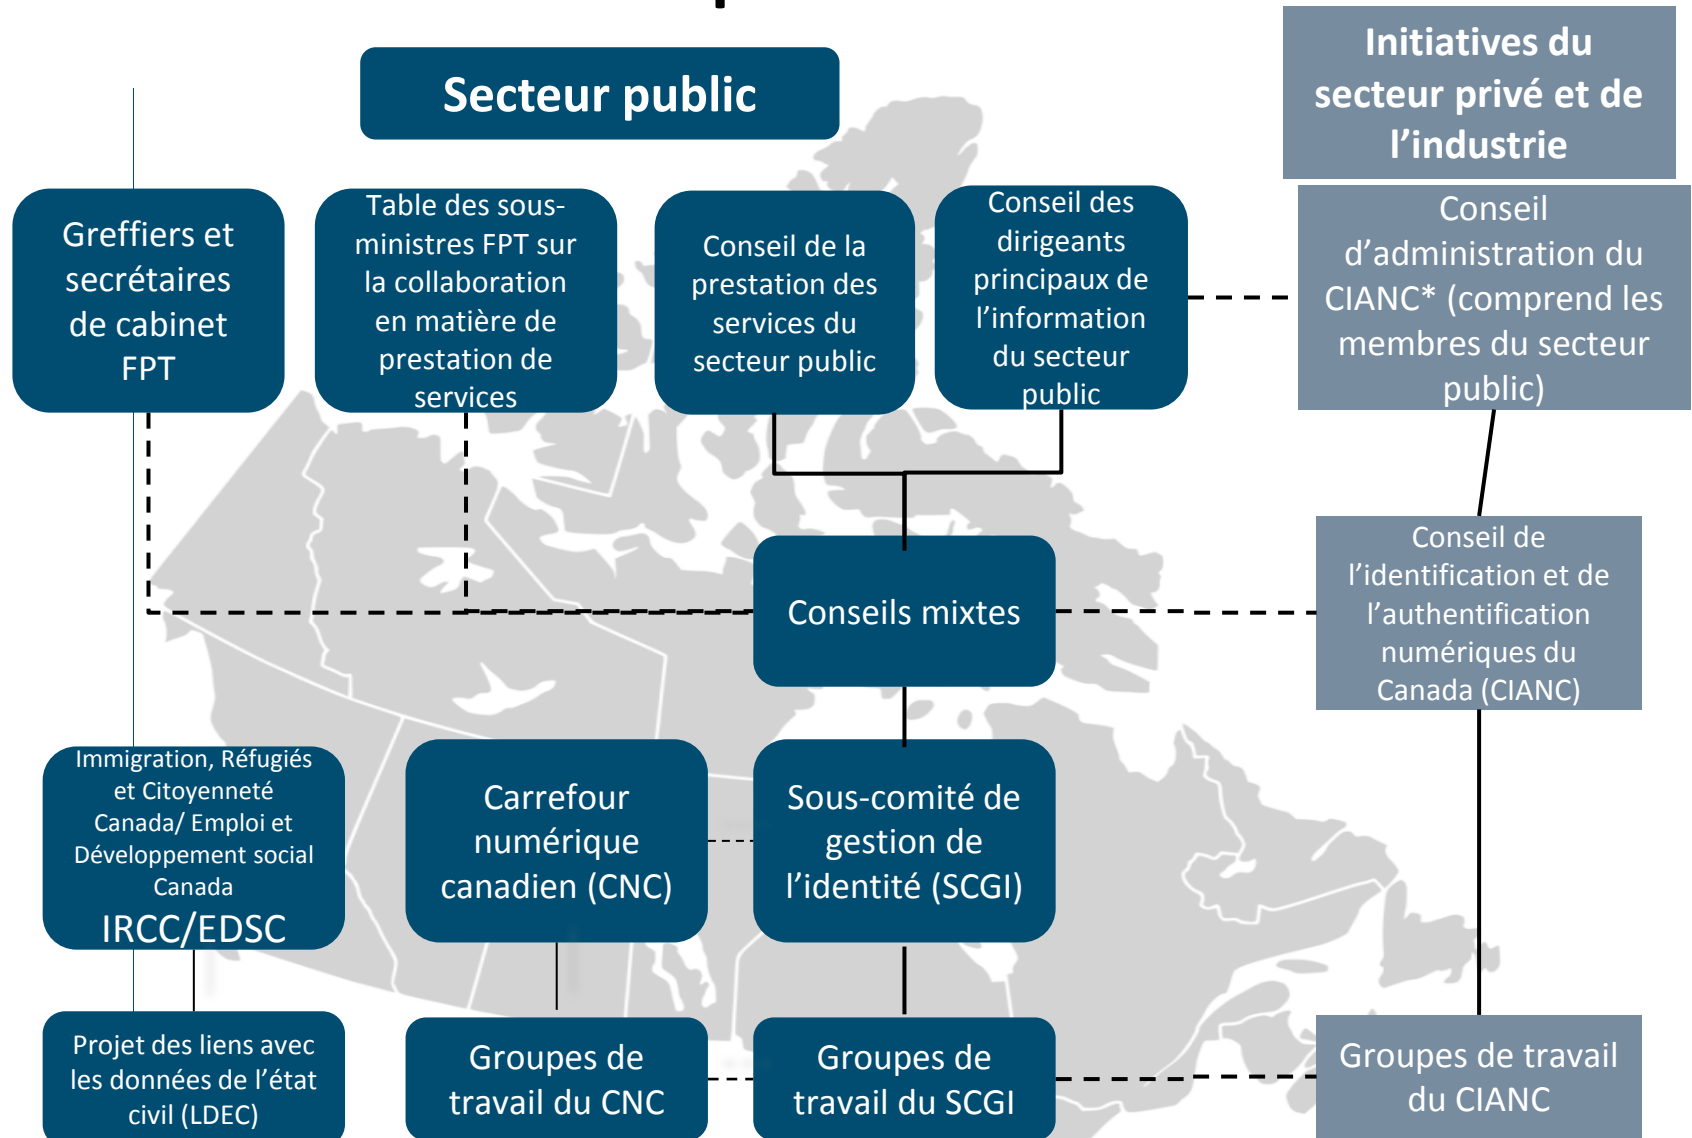 Secteur public
Initiatives du
secteur privé et de
l’industrie
Greffiers et
secrétaires
de cabinet
FPT
Table des sous-
ministres FPT sur
la collaboration
en matière de
prestation de
services
Conseil de la
prestation des
services du
secteur public
Conseil des
dirigeants
principaux de
l’information
du secteur
public
Conseil
d’administration du
CIANC* (comprend les
membres du secteur
public)
Conseils mixtes
Conseil de
l’identification et de
l’authentification
numériques du
Canada (CIANC)
Immigration, Réfugiés
et Citoyenneté
Canada/ Emploi et
Développement social
Canada
IRCC/EDSC
Carrefour
numérique
canadien (CNC)
Sous-comité de
gestion de
l’identité (SCGI)
Projet des liens avec
les données de l’état
civil (LDEC)
Groupes de
travail du CNC
Groupes de
travail du SCGI
Groupes de travail
du CIANC